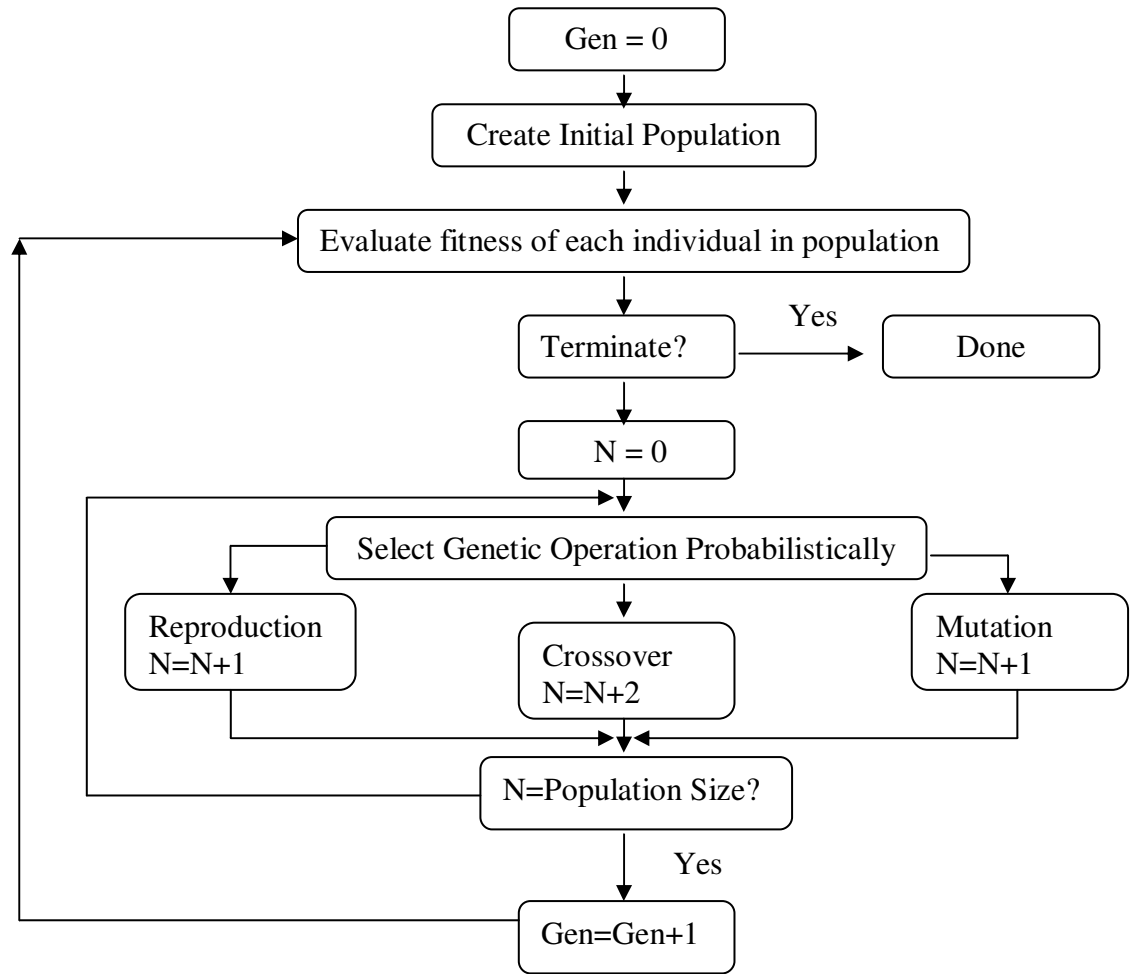 Gen = 0
Create Initial Population
Evaluate fitness of each individual in population
Yes
Terminate?
Done
N = 0
Select Genetic Operation Probabilistically
Reproduction
N=N+1
Crossover
N=N+2
Mutation
N=N+1
N=Population Size?
Yes
Gen=Gen+1